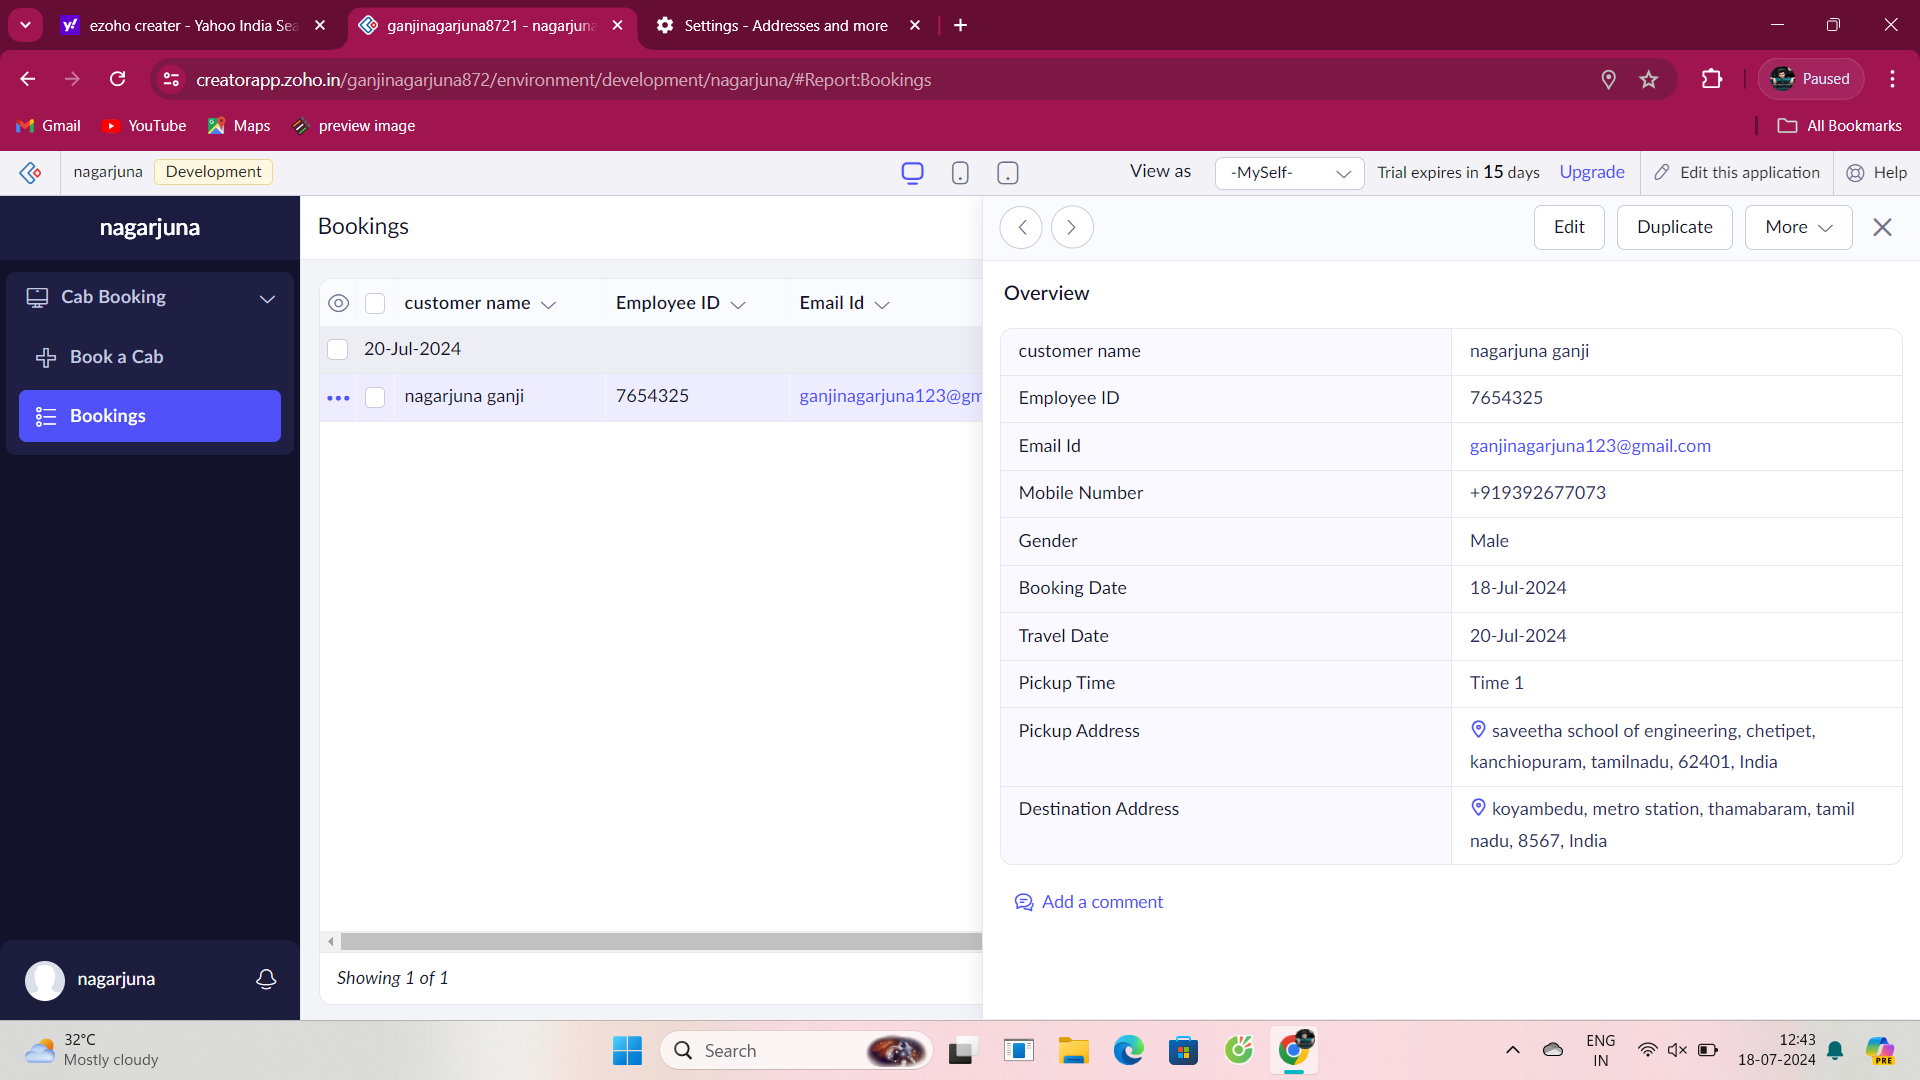 ezoho creater - Yahoo India Sea
ganjinagarjuna8721 - nagarjuna
Settings - Addresses and more
creatorapp.zoho.in/ganjinagarjuna872/environment/development/nagarjuna/#Report:Bookings
Paused
Gmail
YouTube
Maps
preview image
All Bookmarks
nagarjuna
Development
View as
-MySelf-
Trial expires in 15 days
Upgrade
Edit this application
Help
nagarjuna
Cab Booking
Book a Cab
Bookings
nagarjuna
Bookings
customer name
Employee ID
Email Id
20-Jul-2024
nagarjuna ganji
7654325
ganjinagarjuna123@gm
Showing 1 of 1
Edit
Duplicate
More
Overview
customer name
nagarjuna ganji
Employee ID
7654325
Email Id
ganjinagarjuna123@gmail.com
Mobile Number
+919392677073
Gender
Male
Booking Date
18-Jul-2024
Travel Date
20-Jul-2024
Pickup Time
Time 1
Pickup Address
saveetha school of engineering, chetipet,
kanchiopuram, tamilnadu, 62401, India
Destination Address
koyambedu, metro station, thamabaram, tamil
nadu, 8567, India
Add a comment
32°C
Mostly cloudy
Search
ENG
IN
12:43
18-07-2024
PRE